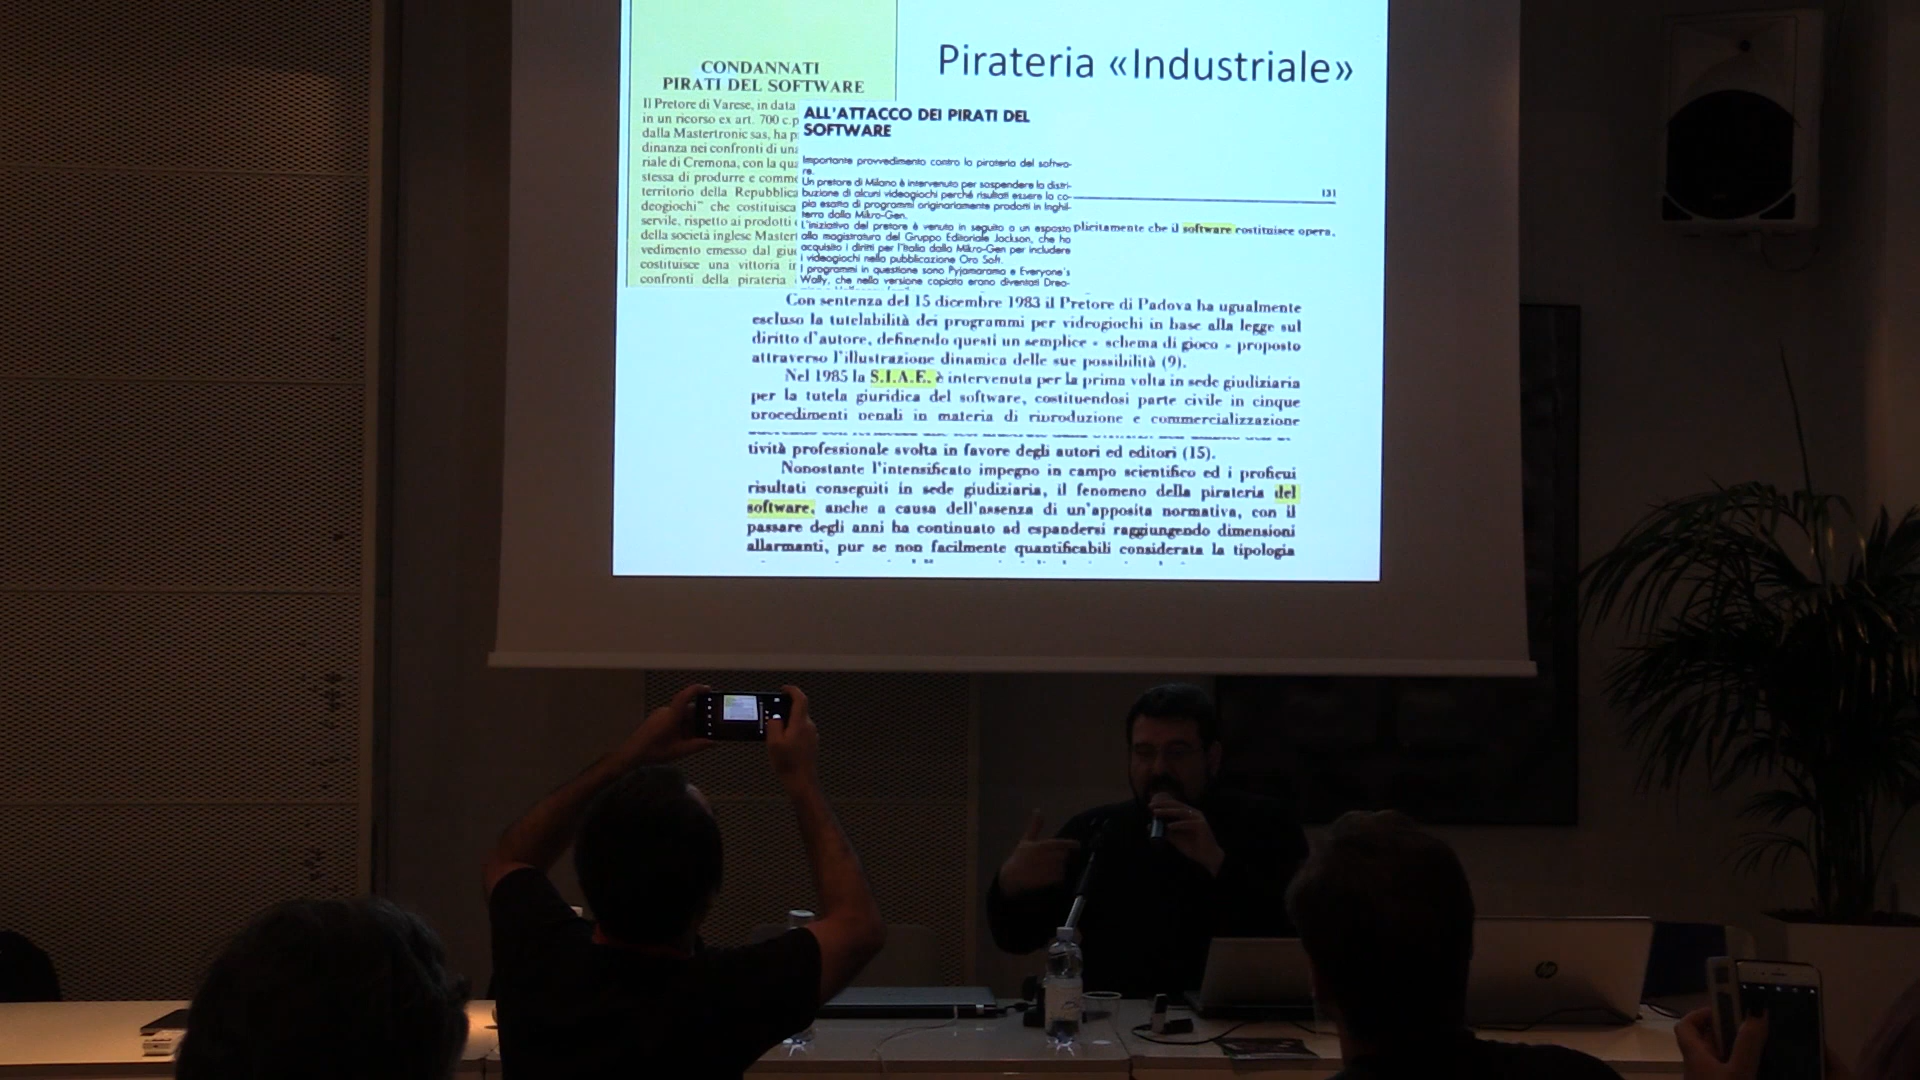 Pirateria «Industriale»
CONDANNATI
PIRATI DEL SOFTWARE
Il Pretore di Varese, in data
in un ricorso ex art. 700 c.p
dalla Mastertronic sas, ha p
dinanza nei confronti di una
riale di Cremona, con la qua
stessa di produrre e comme
territorio della Repubblica
deogiochi" che costituisca
servile, rispetto ai prodotti
della società inglese Master
vedimento emesso dal giu
costituisce una vittoria
confronti della pirateria
ALL'ATTACCO DEI PIRATI DEL
SOFTWARE
Importante provvedimento contro la pirateria del softwa-
re.
Un pretore di Milano è intervenuto per sospendere la distri-
buzione di alcuni videogiochi perché risultati essere la co-
pia esatta di programmi originariamente prodotti in Inghil-
terra dalla Mikro-Gen.
L'iniziativa del pretore è venuta in seguito a un esposto
alla magistratura del Gruppo Editoriale Jackson, che ha
acquisito i diritti per l'Italia dalla Mikro-Gen per includere
i videogiochi nella pubblicazione Oro Soft.
I programmi in questione sono Pyjamarama e Everyone's
Wally, che nella versione copiata erano diventati Drea-
131
plicitamente che il software costituisce opera.
Con sentenza del 15 dicembre 1983 il Pretore di Padova ha ugualmente
escluso la tutelabilità dei programmi per videogiochi in base alla legge sul
diritto d'autore, definendo questi un semplice « schema di gioco » proposto
attraverso l'illustrazione dinamica delle sue possibilità (9).
Nel 1985 la S.I.A.E. è intervenuta per la prima volta in sede giudiziaria
per la tutela giuridica del software, costituendosi parte civile in cinque
procedimenti penali in materia di riproduzione e commercializzazione
tività professionale svolta in favore degli autori ed editori (15).
Nonostante l'intensificato impegno in campo scientifico ed i proficui
risultati conseguiti in sede giudiziaria, il fenomeno della pirateria del
software, anche a causa dell'assenza di un'apposita normativa, con il
passare degli anni ha continuato ad espandersi raggiungendo dimensioni
allarmanti, pur se non facilmente quantificabili considerata la tipologia
hp